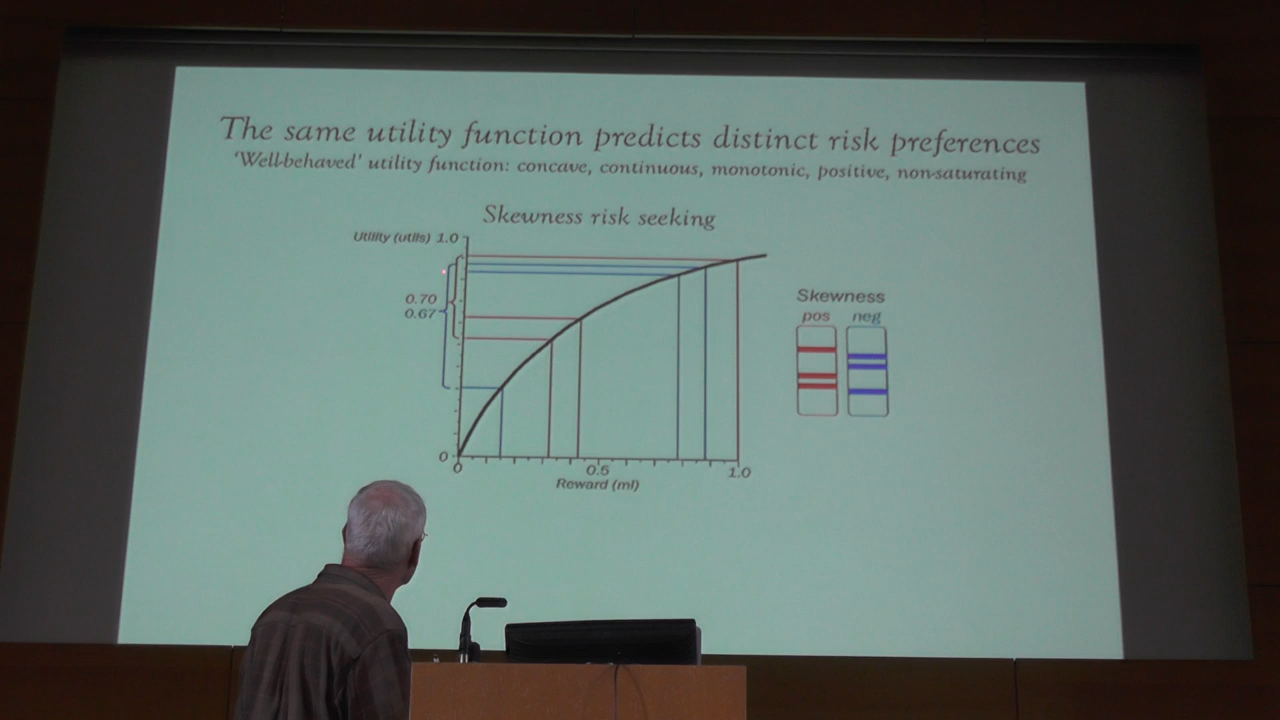 The same utility function predicts distinct risk preferences
'Well-behaved' utility function: concave, continuous, monotonic, positive, non-saturating
Skewness risk seeking
Utility (utils) 1.0
0.70
0.67
0
0
0.5
1.0
Reward (ml)
Skewness
pos neg